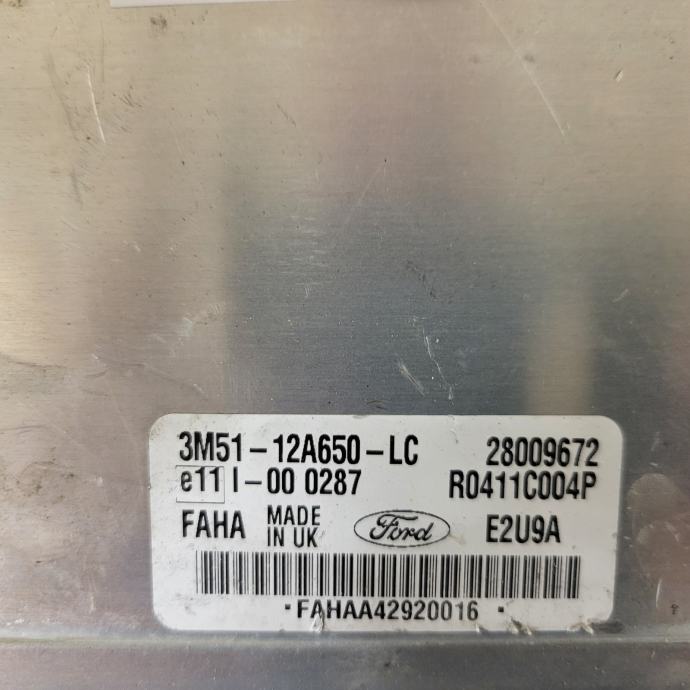 3M51-12A650-LC 28009672
e11 I-00 0287 R0411C004P
FAHA MADE IN UK Ford E2U9A
·FAHAA42920016·